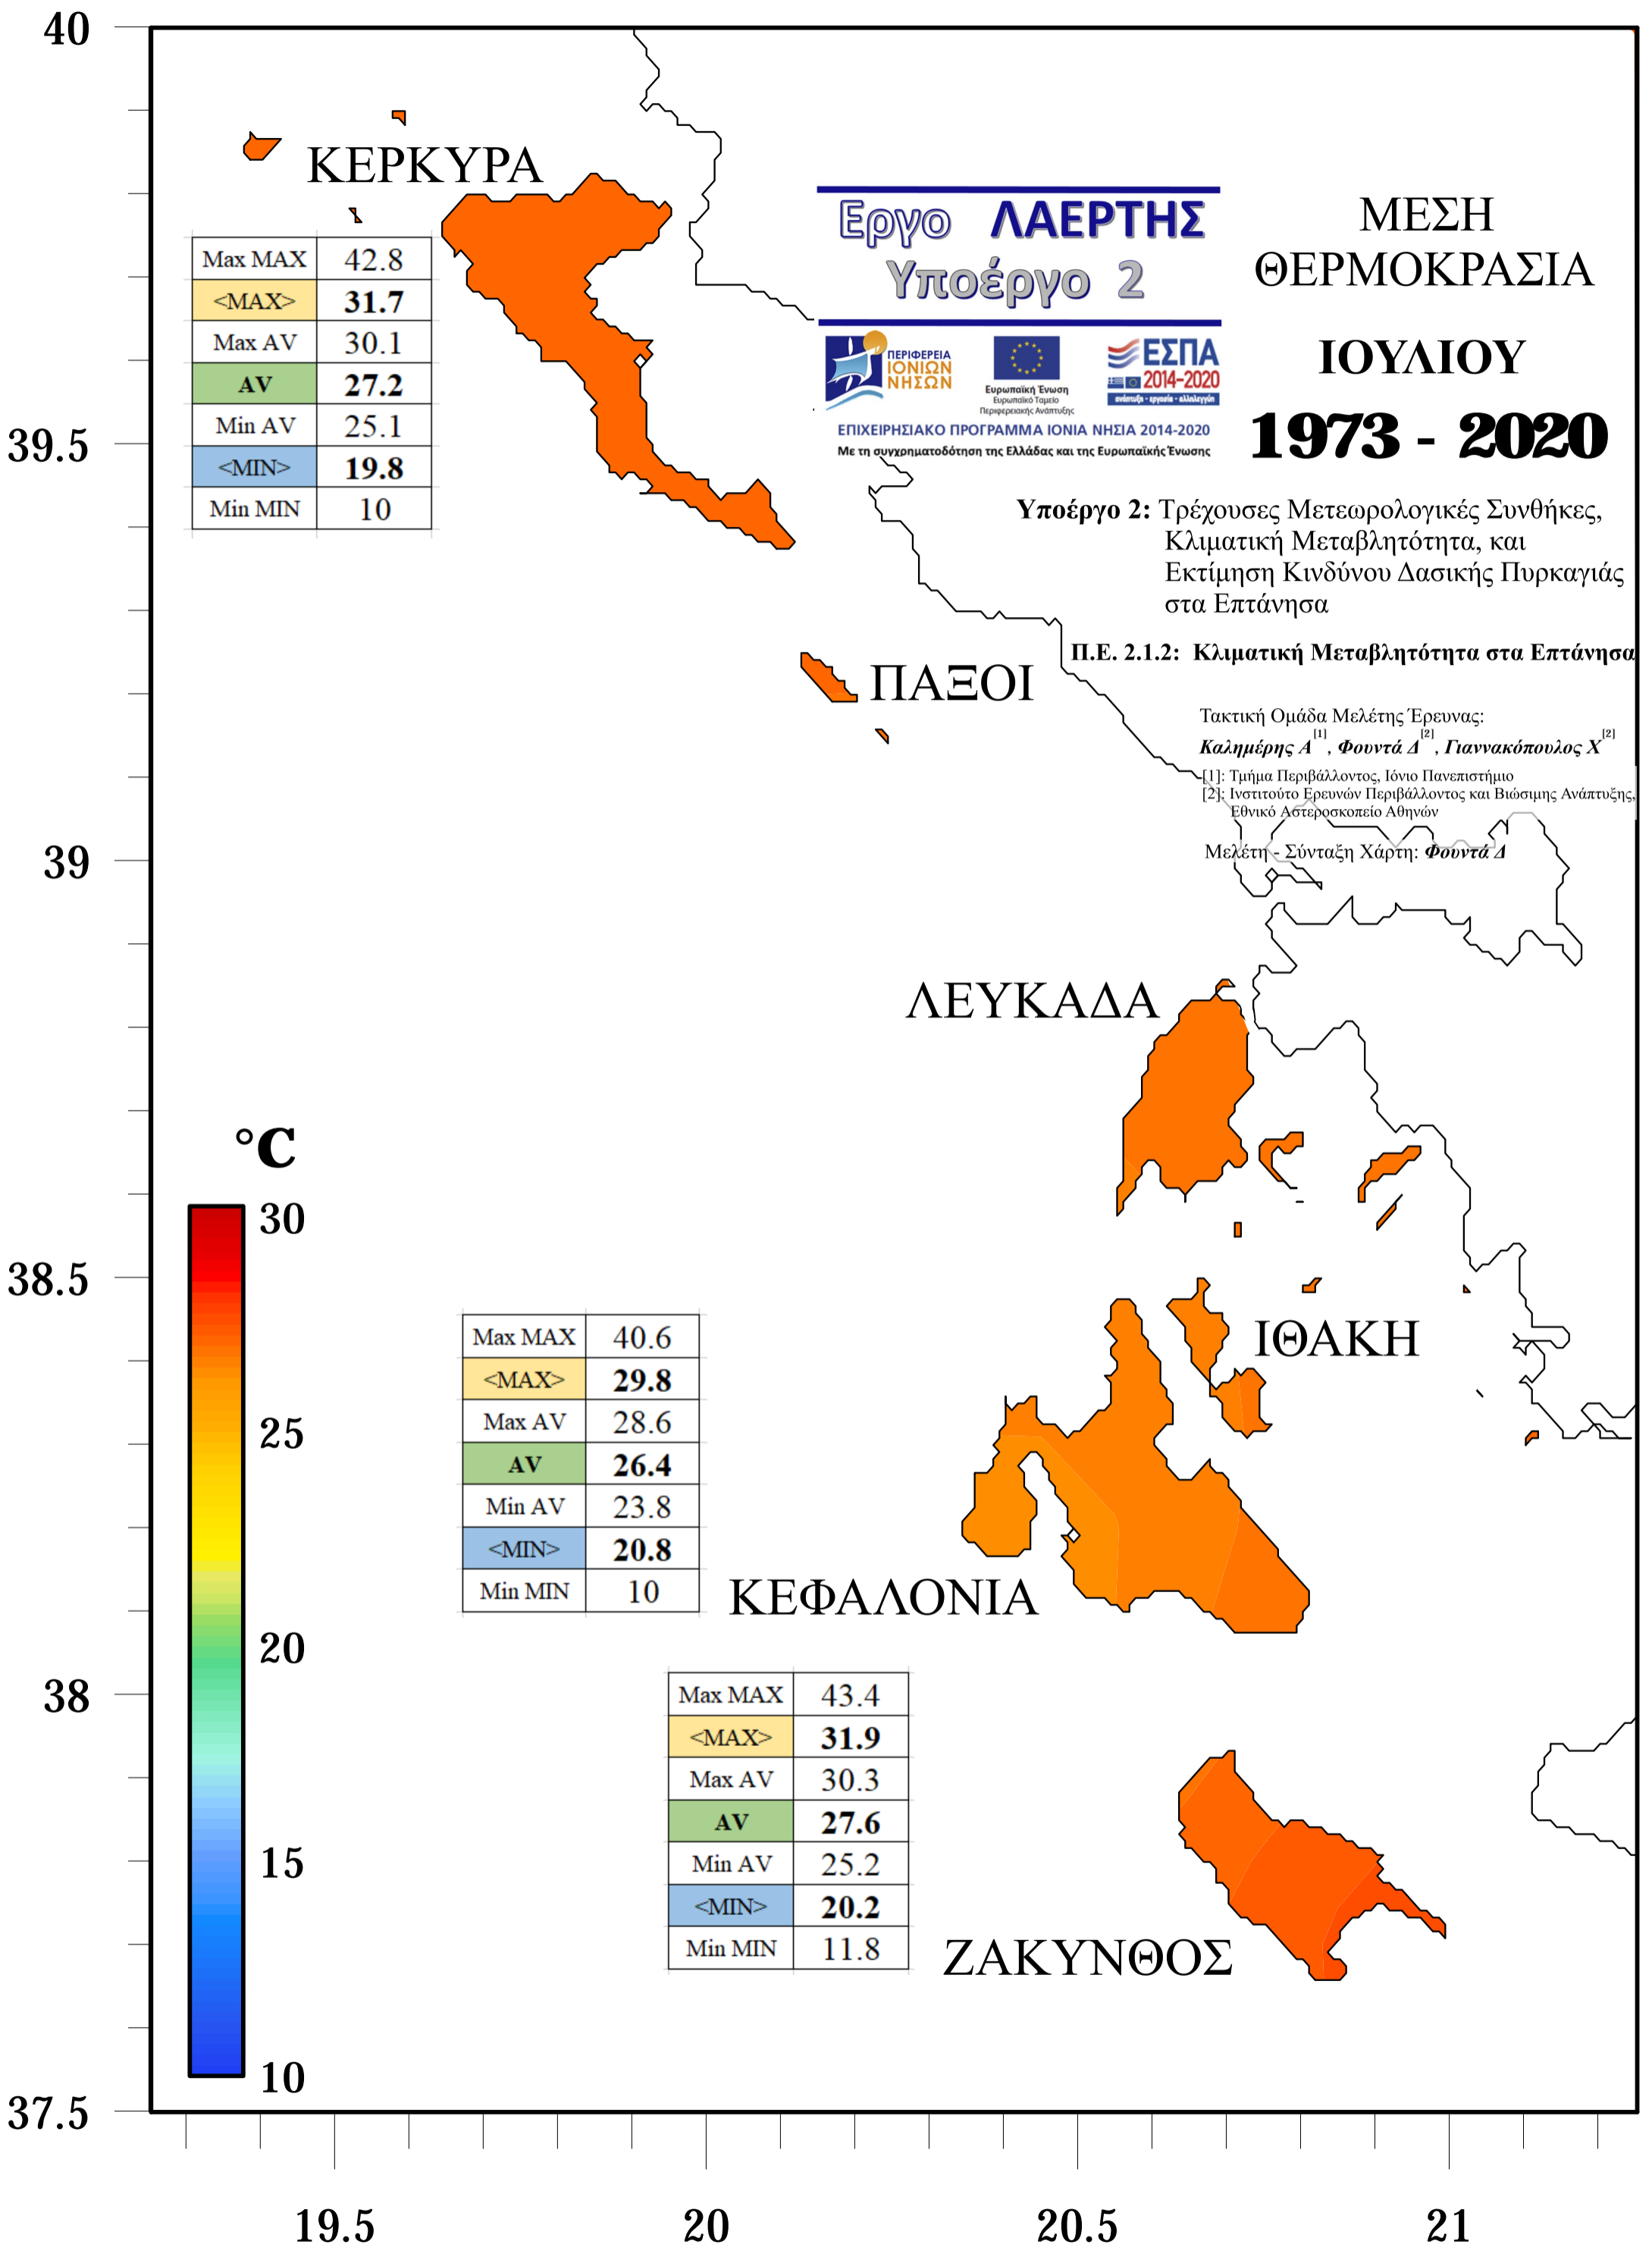 40
39.5
39
38.5
38
37.5
19.5
20
20.5
21
ΚΕΡΚΥΡΑ
Max MAX 42.8
<MAX> 31.7
Max AV 30.1
AV 27.2
Min AV 25.1
<MIN> 19.8
Min MIN 10
Εργο ΛΑΕΡΤΗΣ
Υποέργο 2
ΠΕΡΙΦΕΡΕΙΑ
ΙΟΝΙΩΝ
ΝΗΣΩΝ
Ευρωπαϊκή Ένωση
Ευρωπαϊκό Ταμείο
Περιφερειακής Ανάπτυξης
ΕΣΠΑ
2014-2020
ανάπτυξη - εργασία - αλληλεγγύη
ΕΠΙΧΕΙΡΗΣΙΑΚΟ ΠΡΟΓΡΑΜΜΑ ΙΟΝΙΑ ΝΗΣΙΑ 2014-2020
Με τη συγχρηματοδότηση της Ελλάδας και της Ευρωπαϊκής Ένωσης
ΜΕΣΗ
ΘΕΡΜΟΚΡΑΣΙΑ
ΙΟΥΛΙΟΥ
1973 - 2020
Υποέργο 2: Τρέχουσες Μετεωρολογικές Συνθήκες,
Κλιματική Μεταβλητότητα, και
Εκτίμηση Κινδύνου Δασικής Πυρκαγιάς
στα Επτάνησα
Π.Ε. 2.1.2: Κλιματική Μεταβλητότητα στα Επτάνησα
Τακτική Ομάδα Μελέτης Έρευνας:
Καλημέρης Α[1], Φουντά Δ[2], Γιαννακόπουλος Χ[2]
[1]: Τμήμα Περιβάλλοντος, Ιόνιο Πανεπιστήμιο
[2]: Ινστιτούτο Ερευνών Περιβάλλοντος και Βιώσιμης Ανάπτυξης,
Εθνικό Αστεροσκοπείο Αθηνών
Μελέτη - Σύνταξη Χάρτη: Φουντά Δ
ΠΑΞΟΙ
ΛΕΥΚΑΔΑ
°C
30
25
20
15
10
ΙΘΑΚΗ
Max MAX 40.6
<MAX> 29.8
Max AV 28.6
AV 26.4
Min AV 23.8
<MIN> 20.8
Min MIN 10
ΚΕΦΑΛΟΝΙΑ
Max MAX 43.4
<MAX> 31.9
Max AV 30.3
AV 27.6
Min AV 25.2
<MIN> 20.2
Min MIN 11.8
ΖΑΚΥΝΘΟΣ